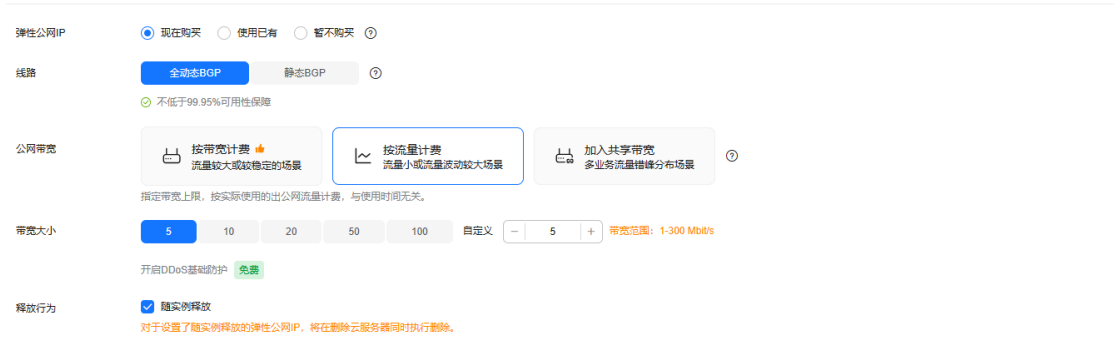 弹性公网IP 现在购买 使用已有 暂不购买 ?
线路 全动态BGP 静态BGP ?
不低于99.95%可用性保障
公网带宽 按带宽计费 按流量计费 加入共享带宽 ?
流量较大或较稳定的场景 流量小或流量波动较大场景 多业务流量错峰分布场景
指定带宽上限，按实际使用的出公网流量计费，与使用时间无关。
带宽大小 5 10 20 50 100 自定义 − 5 + 带宽范围：1-300 Mbit/s
开启DDoS基础防护 免费
释放行为 随实例释放
对于设置了随实例释放的弹性公网IP，将在删除云服务器同时执行删除。